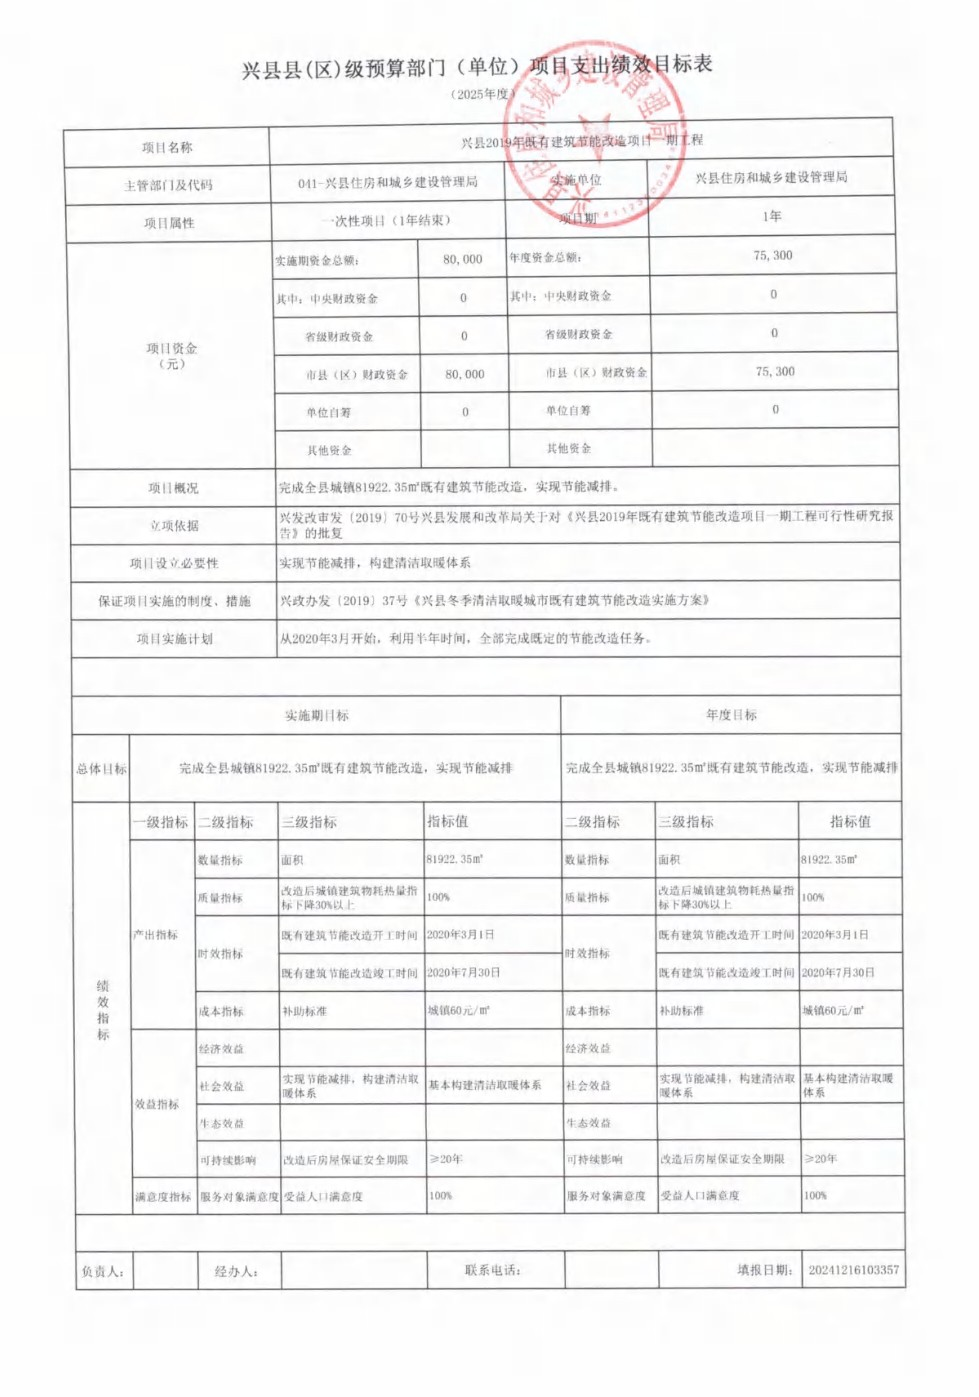 兴县县(区)级预算部门（单位）项目支出绩效目标表
（2025年度）
项目名称 兴县2019年既有建筑节能改造项目一期工程
主管部门及代码 041-兴县住房和城乡建设管理局 实施单位 兴县住房和城乡建设管理局
项目属性 一次性项目（1年结束） 项目期 1年
项目资金
（元）
实施期资金总额： 80,000 年度资金总额： 75,300
其中：中央财政资金 0 其中：中央财政资金 0
省级财政资金 0 省级财政资金 0
市县（区）财政资金 80,000 市县（区）财政资金 75,300
单位自筹 0 单位自筹 0
其他资金 其他资金
项目概况 完成全县城镇81922.35㎡既有建筑节能改造，实现节能减排。
立项依据 兴发改审发〔2019〕70号兴县发展和改革局关于对《兴县2019年既有建筑节能改造项目一期工程可行性研究报
告》的批复
项目设立必要性 实现节能减排，构建清洁取暖体系
保证项目实施的制度、措施 兴政办发〔2019〕37号《兴县冬季清洁取暖城市既有建筑节能改造实施方案》
项目实施计划 从2020年3月开始，利用半年时间，全部完成既定的节能改造任务。
实施期目标 年度目标
总体目标 完成全县城镇81922.35㎡既有建筑节能改造，实现节能减排 完成全县城镇81922.35㎡既有建筑节能改造，实现节能减排
绩效指标
一级指标 二级指标 三级指标 指标值 二级指标 三级指标 指标值
产出指标
数量指标 面积 81922.35㎡ 数量指标 面积 81922.35㎡
质量指标 改造后城镇建筑物耗热量指标下降30%以上 100% 质量指标 改造后城镇建筑物耗热量指标下降30%以上 100%
时效指标 既有建筑节能改造开工时间 2020年3月1日 时效指标 既有建筑节能改造开工时间 2020年3月1日
既有建筑节能改造竣工时间 2020年7月30日 既有建筑节能改造竣工时间 2020年7月30日
成本指标 补助标准 城镇60元/㎡ 成本指标 补助标准 城镇60元/㎡
效益指标
经济效益 经济效益
社会效益 实现节能减排，构建清洁取暖体系 基本构建清洁取暖体系 社会效益 实现节能减排，构建清洁取暖体系 基本构建清洁取暖体系
生态效益 生态效益
可持续影响 改造后房屋保证安全期限 ≥20年 可持续影响 改造后房屋保证安全期限 ≥20年
满意度指标 服务对象满意度 受益人口满意度 100% 服务对象满意度 受益人口满意度 100%
负责人： 经办人： 联系电话： 填报日期： 20241216103357
兴县住房和城乡建设管理局